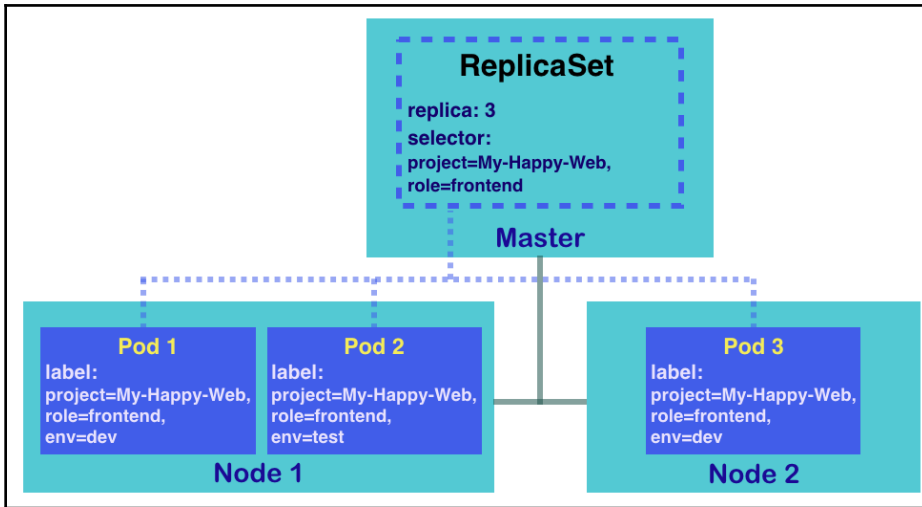 ReplicaSet
replica: 3
selector:
project=My-Happy-Web,
role=frontend
Master
Pod 1
label:
project=My-Happy-Web,
role=frontend,
env=dev
Pod 2
label:
project=My-Happy-Web,
role=frontend,
env=test
Node 1
Pod 3
label:
project=My-Happy-Web,
role=frontend,
env=dev
Node 2